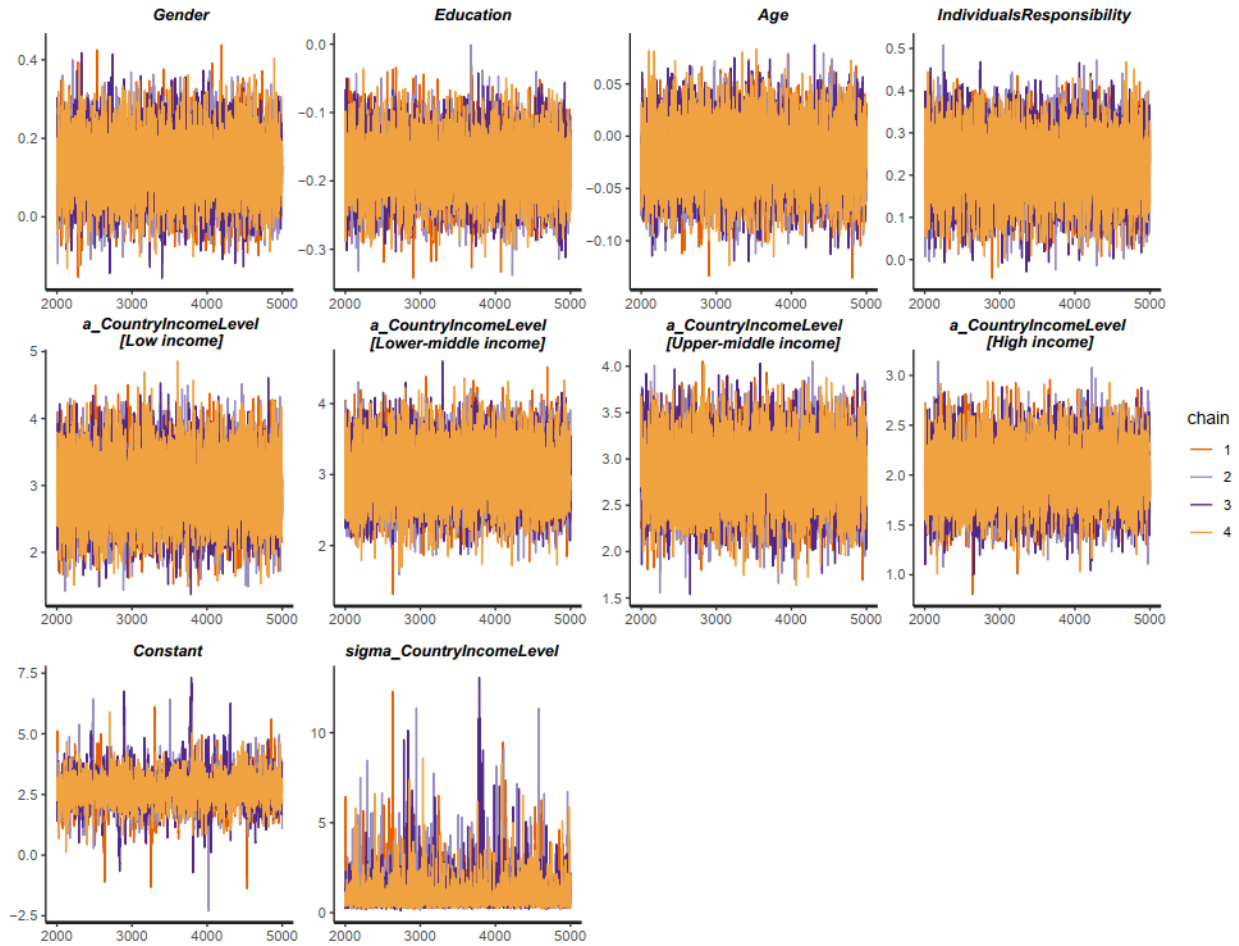 Gender Education Age IndividualsResponsibility
0.4 0.2 0.0
0.0 −0.1 −0.2 −0.3
0.05 0.00 −0.05 −0.10
0.5 0.4 0.3 0.2 0.1 0.0
2000 3000 4000 5000 2000 3000 4000 5000 2000 3000 4000 5000 2000 3000 4000 5000
a_CountryIncomeLevel
[Low income]
a_CountryIncomeLevel
[Lower-middle income]
a_CountryIncomeLevel
[Upper-middle income]
a_CountryIncomeLevel
[High income]
5 4 3 2
4 3 2
4.0 3.5 3.0 2.5 2.0 1.5
3.0 2.5 2.0 1.5 1.0
2000 3000 4000 5000 2000 3000 4000 5000 2000 3000 4000 5000 2000 3000 4000 5000
chain
1
2
3
4
Constant sigma_CountryIncomeLevel
7.5 5.0 2.5 0.0 −2.5
10 5 0
2000 3000 4000 5000 2000 3000 4000 5000